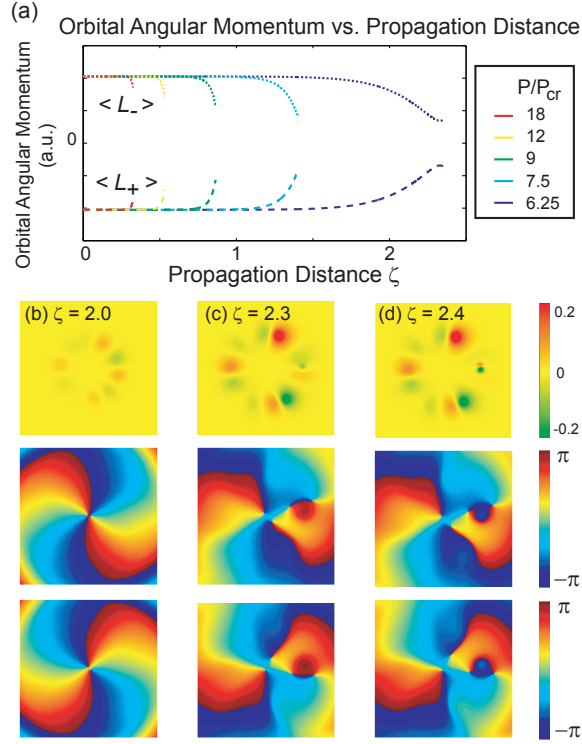 (a)
Orbital Angular Momentum vs. Propagation Distance
Orbital Angular Momentum
(a.u.)
0
< L- >
< L+ >
P/Pcr
18
12
9
7.5
6.25
0
1
2
Propagation Distance ζ
(b) ζ = 2.0
(c) ζ = 2.3
(d) ζ = 2.4
0.2
0
-0.2
π
−π
π
−π